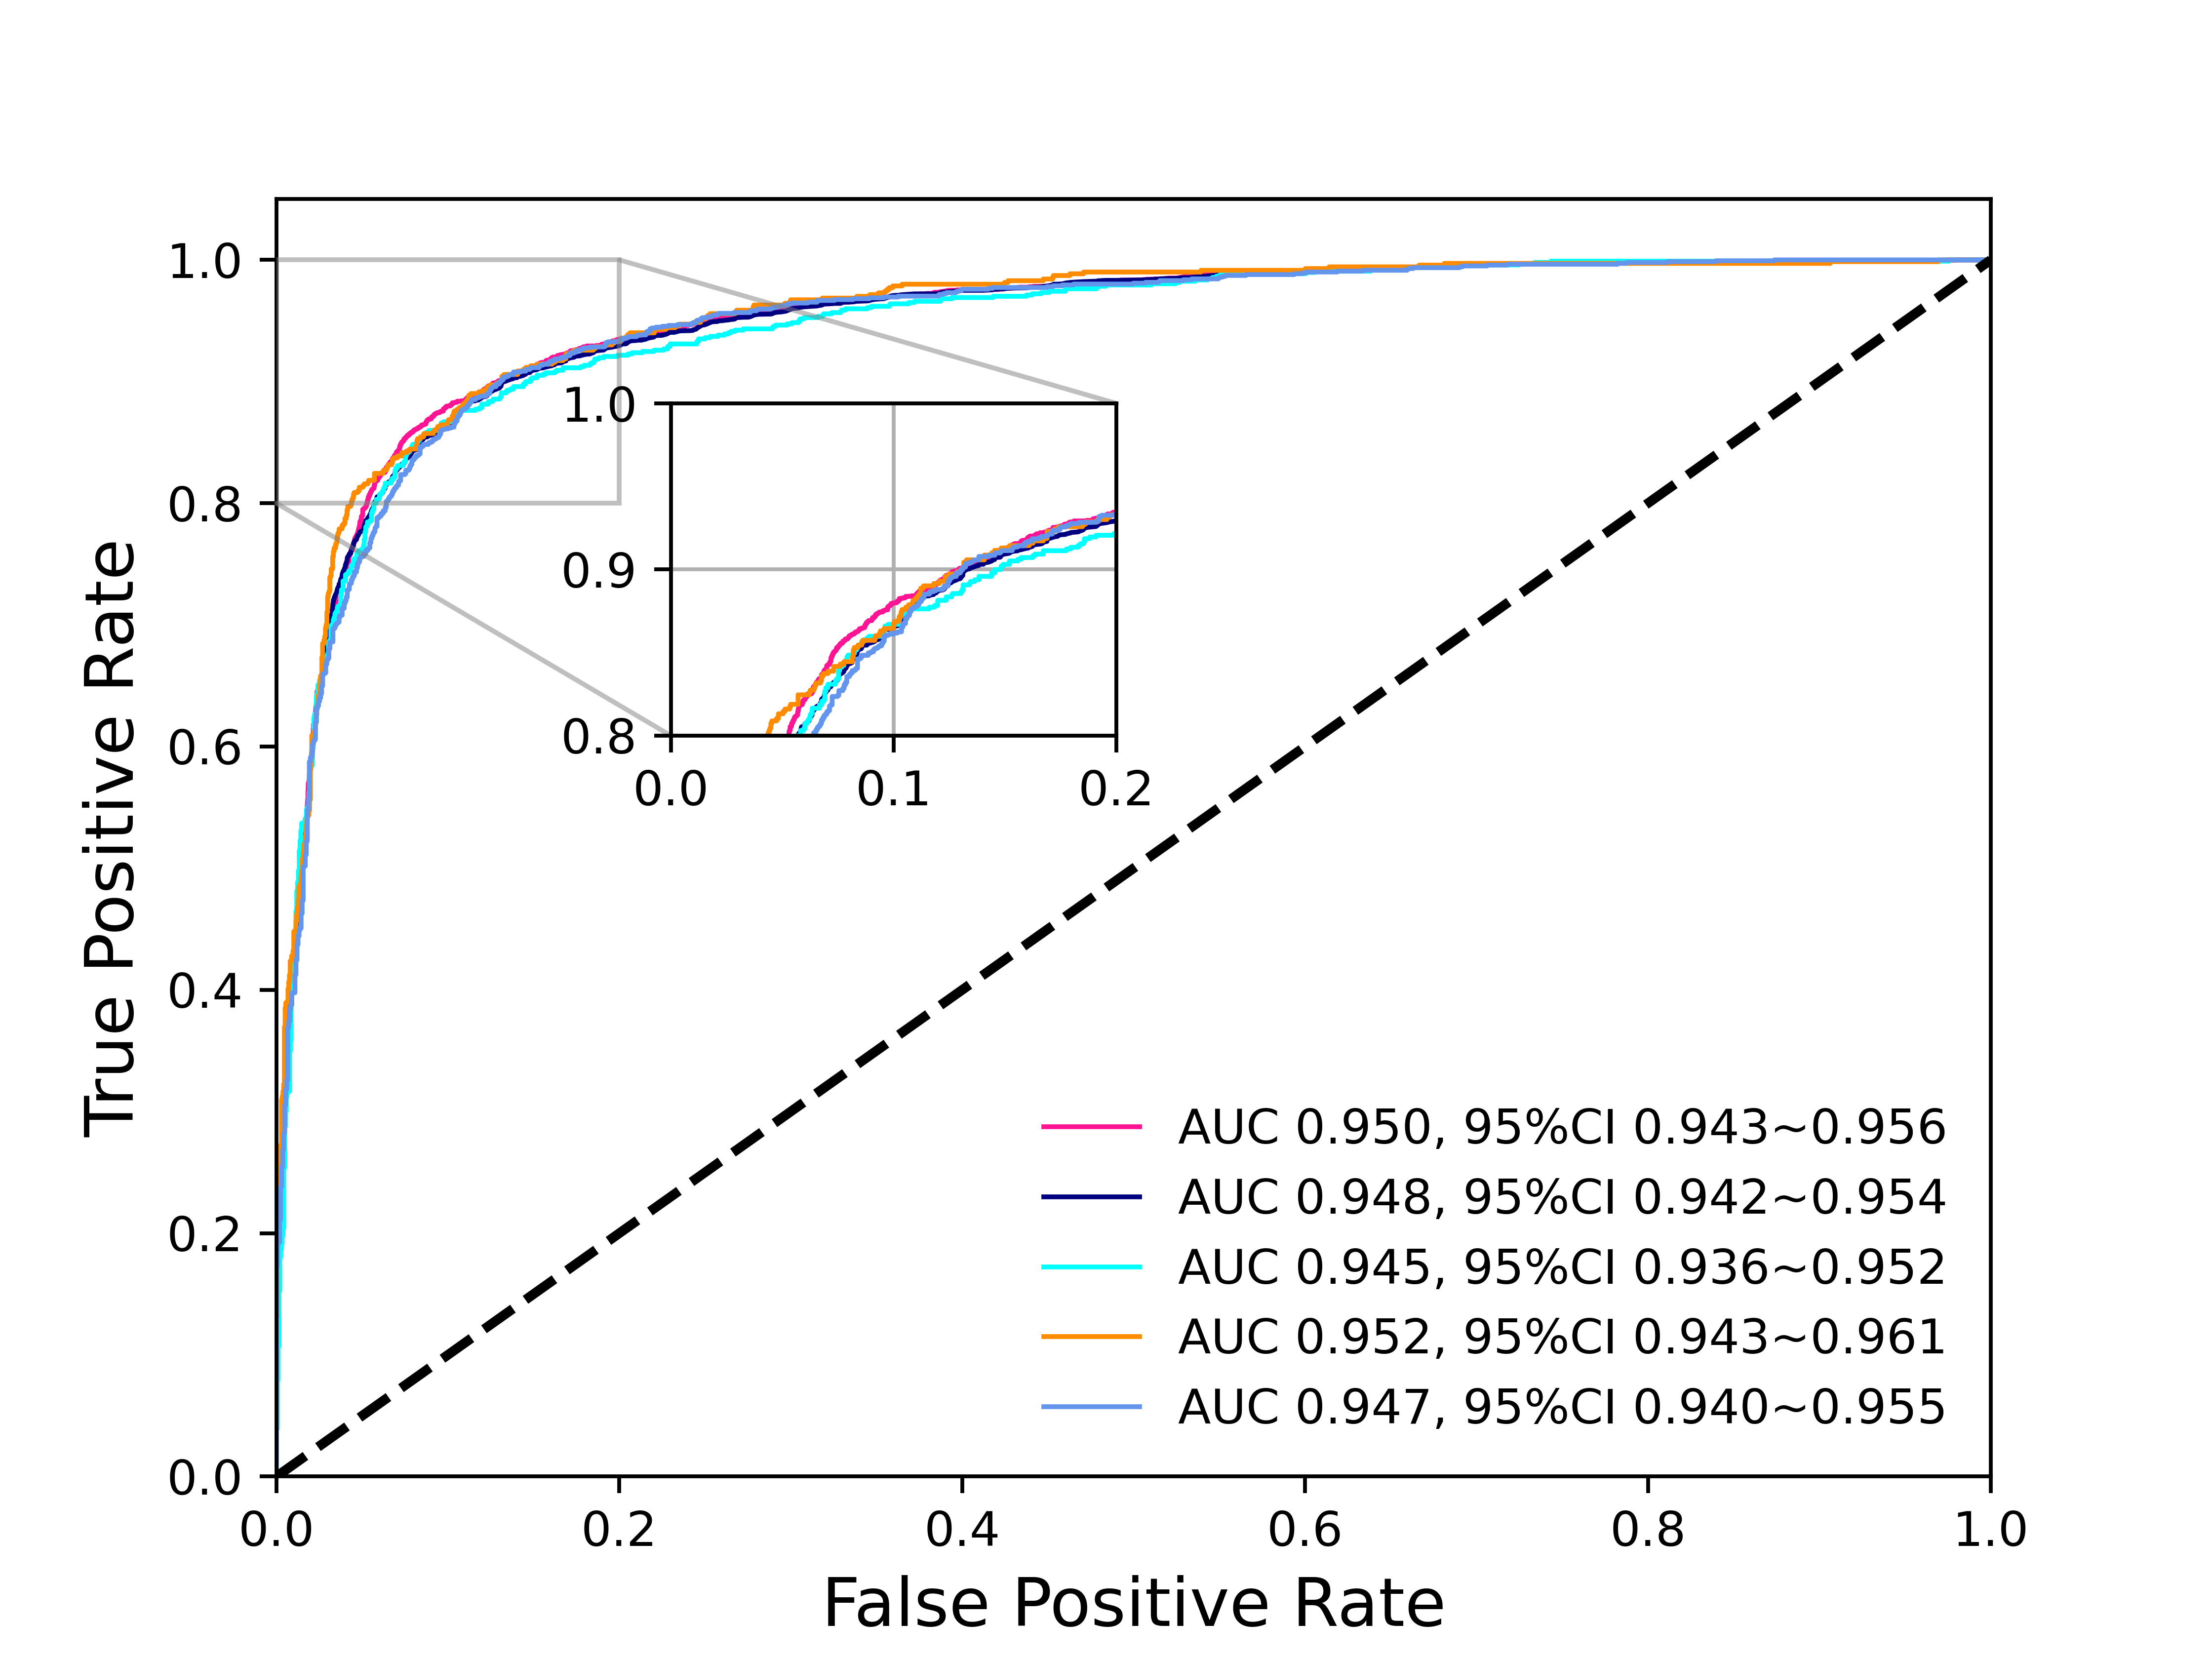 True Positive Rate
1.0
0.8
0.6
0.4
0.2
0.0
1.0
0.9
0.8
0.0 0.1 0.2
AUC 0.950, 95%CI 0.943~0.956
AUC 0.948, 95%CI 0.942~0.954
AUC 0.945, 95%CI 0.936~0.952
AUC 0.952, 95%CI 0.943~0.961
AUC 0.947, 95%CI 0.940~0.955
0.0 0.2 0.4 0.6 0.8 1.0
False Positive Rate